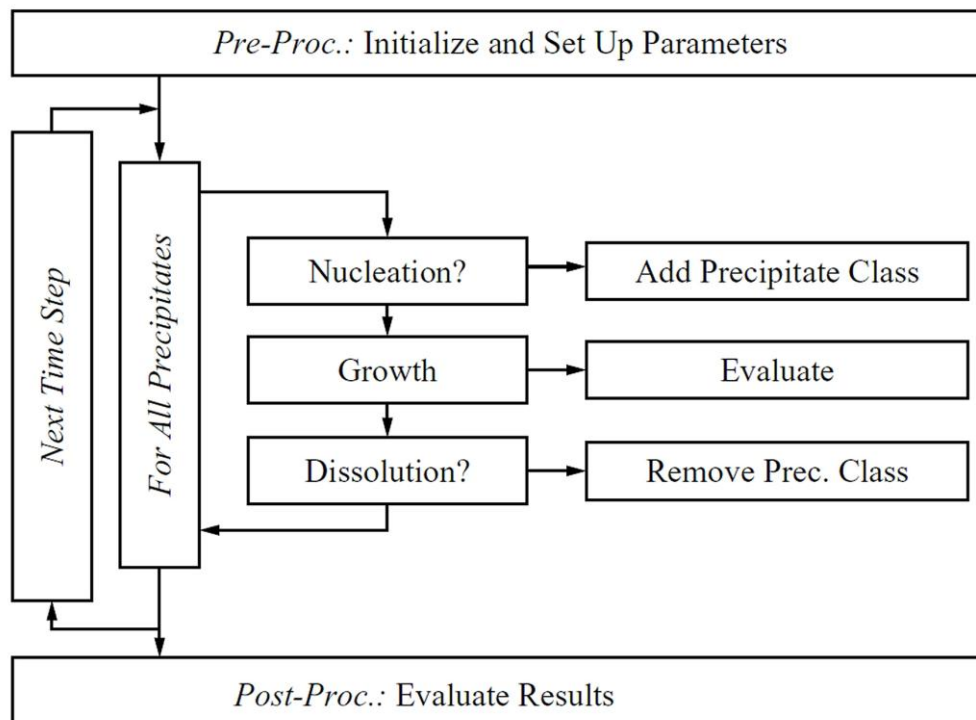 Pre-Proc.: Initialize and Set Up Parameters
Next Time Step
For All Precipitates
Nucleation?
Add Precipitate Class
Growth
Evaluate
Dissolution?
Remove Prec. Class
Post-Proc.: Evaluate Results